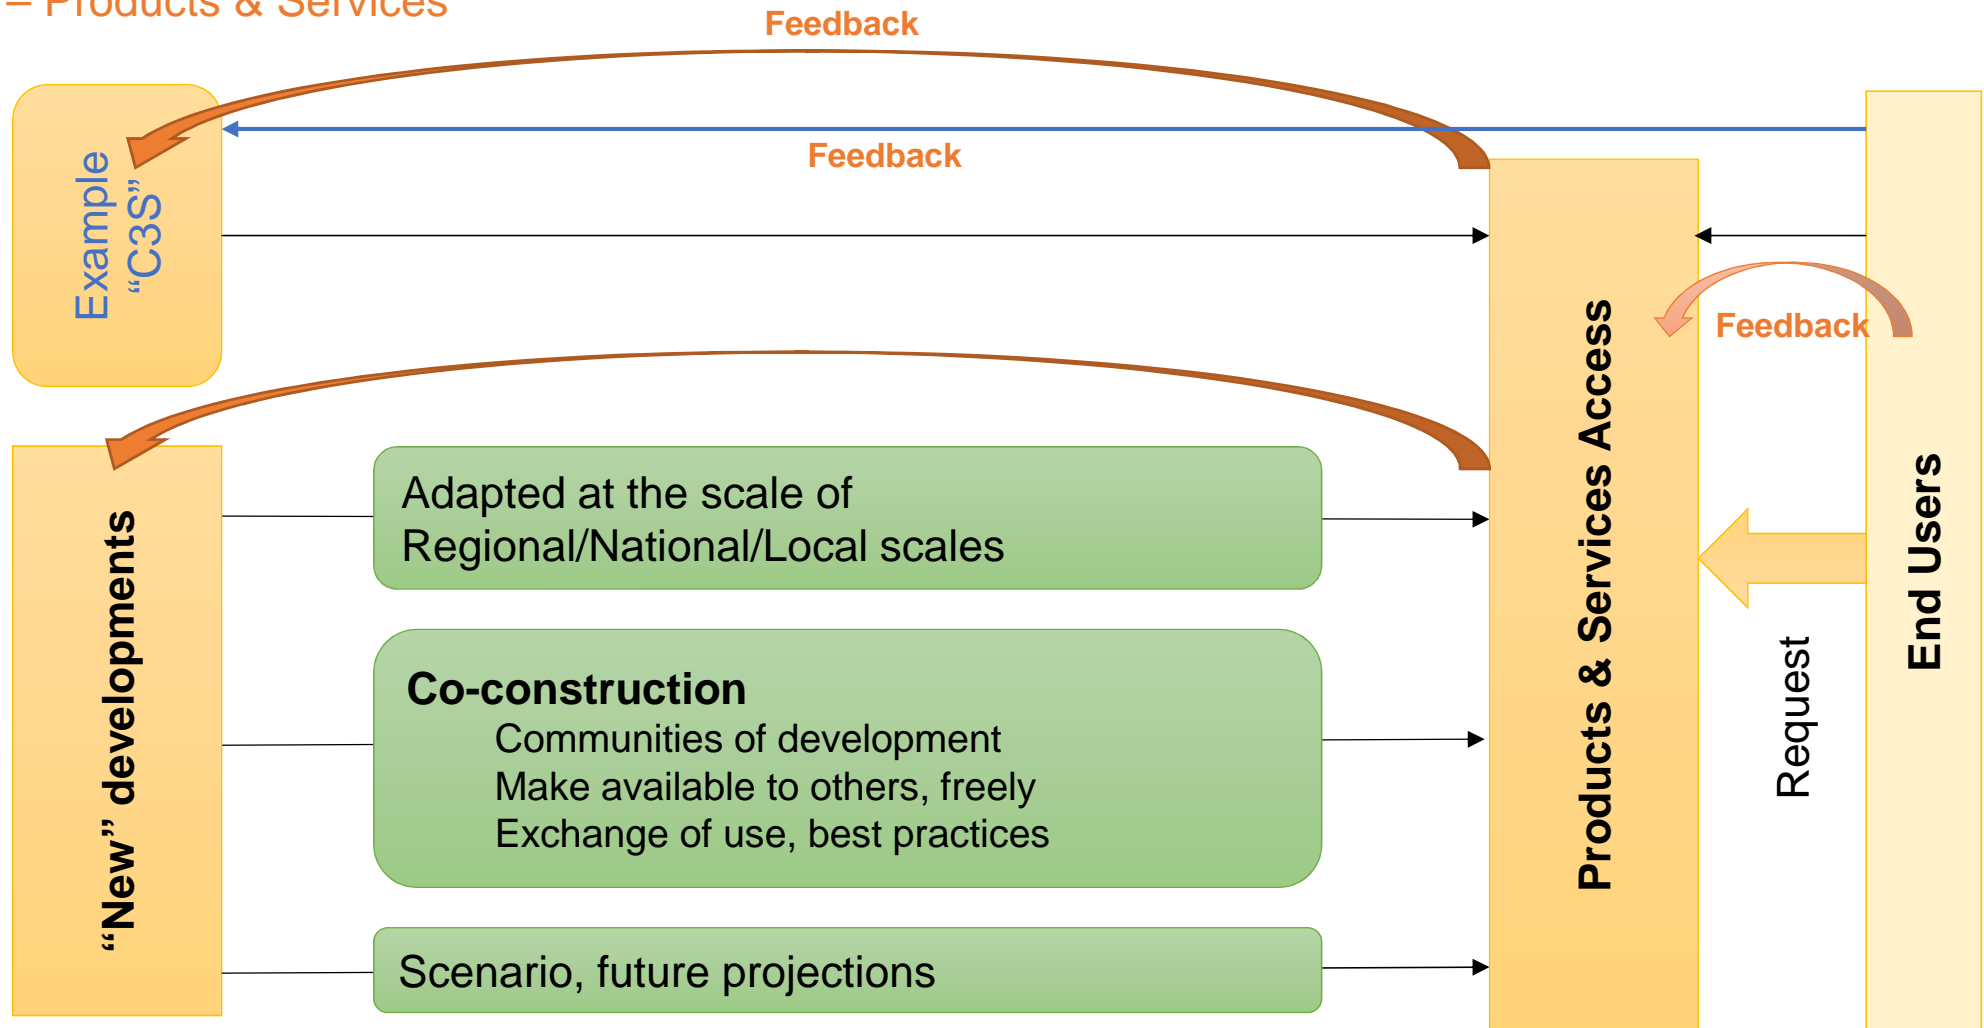 – Products & Services
Feedback
Feedback
Example
“C3S”
Feedback
Adapted at the scale of
Regional/National/Local scales
“New” developments
Co-construction
Communities of development
Make available to others, freely
Exchange of use, best practices
Scenario, future projections
Products & Services Access
Request
End Users